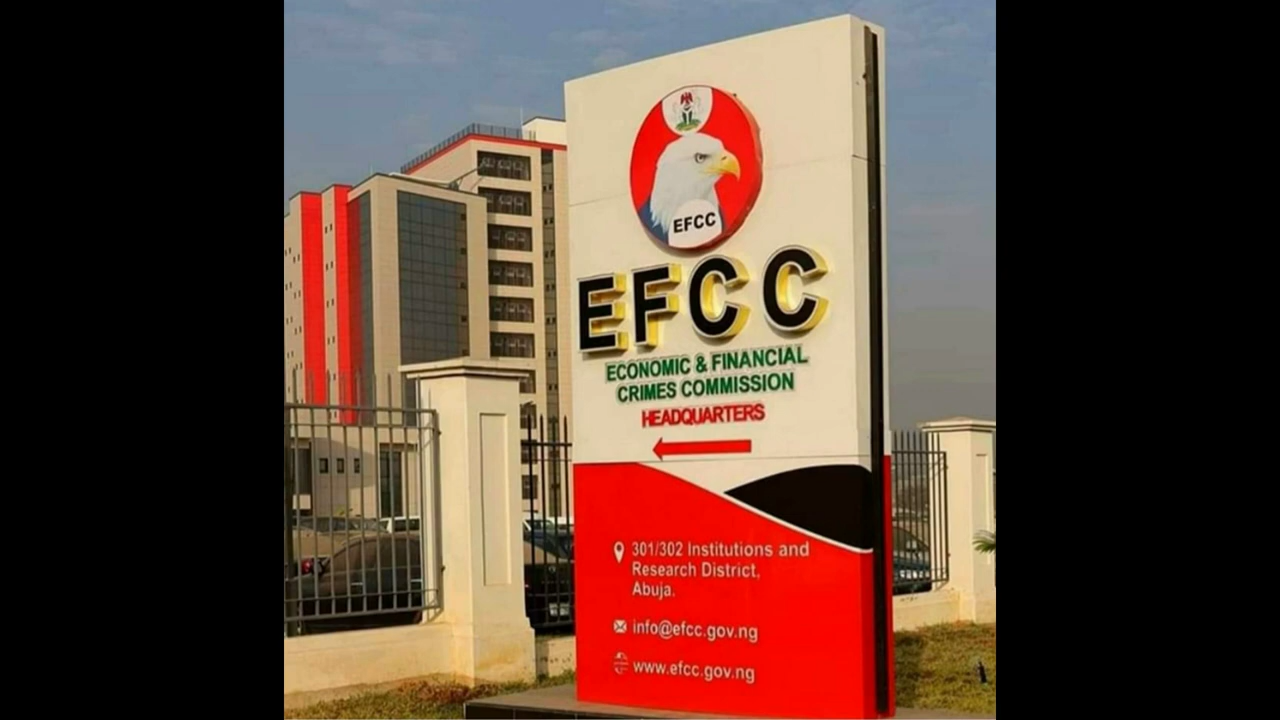 EFCC
EFCC
ECONOMIC & FINANCIAL
CRIMES COMMISSION
HEADQUARTERS
301/302 Institutions and
Research District,
Abuja.
info@efcc.gov.ng
www.efcc.gov.ng